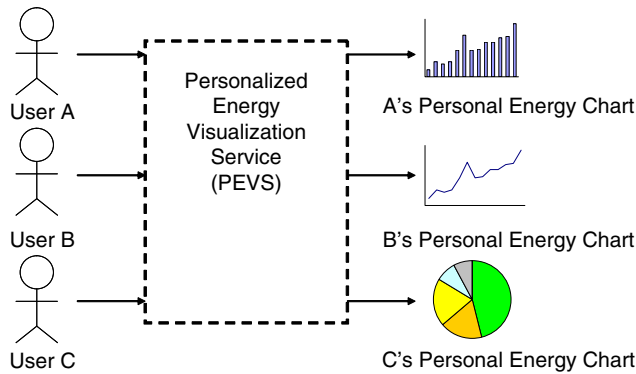 User A
Personalized
Energy
Visualization
Service
(PEVS)
A's Personal Energy Chart
User B
B's Personal Energy Chart
User C
C's Personal Energy Chart